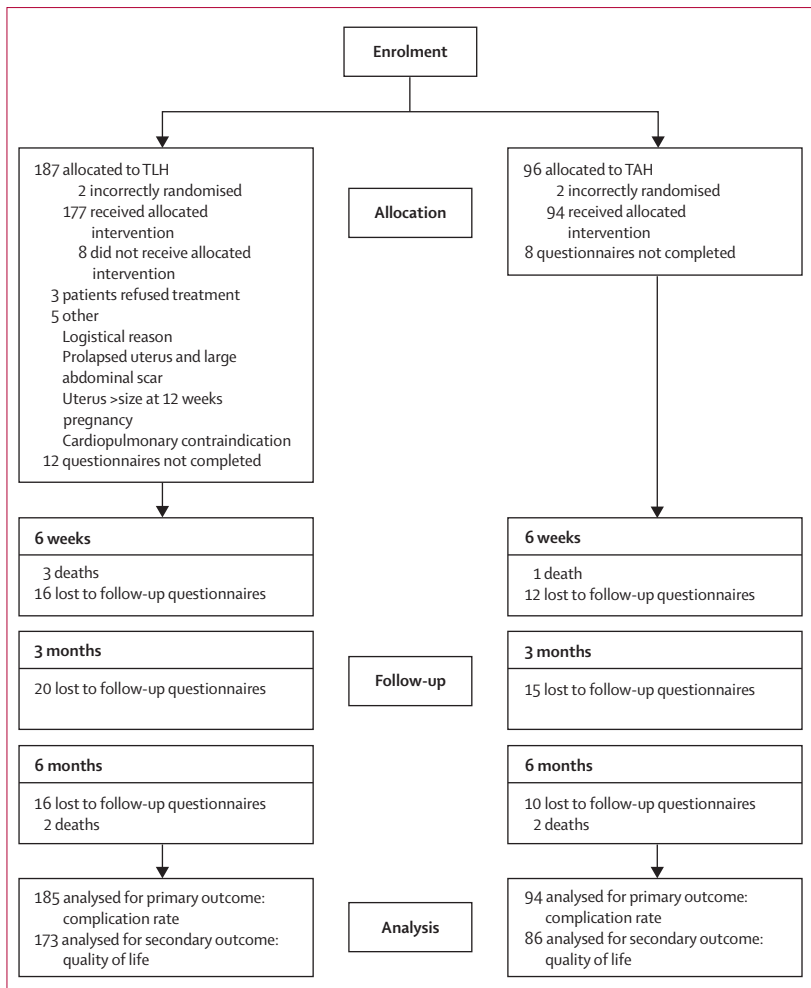 Enrolment
187 allocated to TLH
2 incorrectly randomised
177 received allocated
intervention
8 did not receive allocated
intervention
3 patients refused treatment
5 other
Logistical reason
Prolapsed uterus and large
abdominal scar
Uterus >size at 12 weeks
pregnancy
Cardiopulmonary contraindication
12 questionnaires not completed
Allocation
96 allocated to TAH
2 incorrectly randomised
94 received allocated
intervention
8 questionnaires not completed
6 weeks
3 deaths
16 lost to follow-up questionnaires
6 weeks
1 death
12 lost to follow-up questionnaires
3 months
20 lost to follow-up questionnaires
Follow-up
3 months
15 lost to follow-up questionnaires
6 months
16 lost to follow-up questionnaires
2 deaths
6 months
10 lost to follow-up questionnaires
2 deaths
185 analysed for primary outcome:
complication rate
173 analysed for secondary outcome:
quality of life
Analysis
94 analysed for primary outcome:
complication rate
86 analysed for secondary outcome:
quality of life